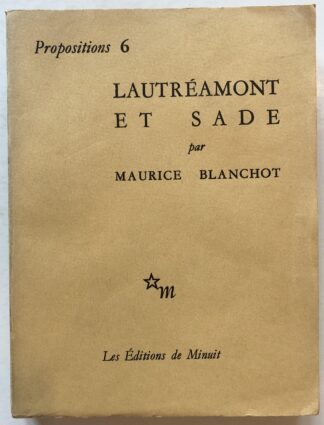 Propositions 6
LAUTRÉAMONT
ET SADE
par
MAURICE BLANCHOT
m
Les Éditions de Minuit